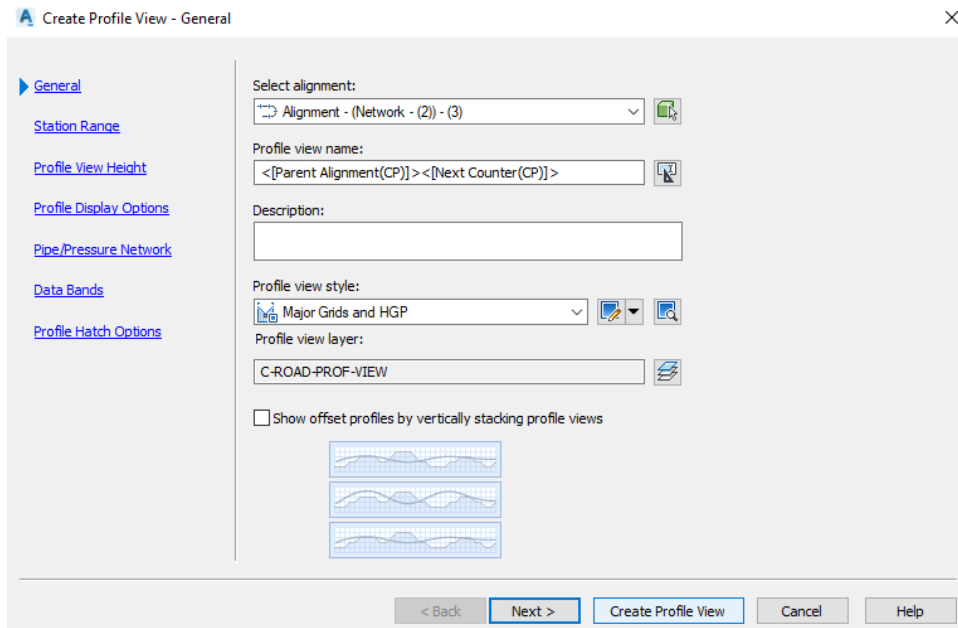 Create Profile View - General
General
Station Range
Profile View Height
Profile Display Options
Pipe/Pressure Network
Data Bands
Profile Hatch Options
Select alignment:
Alignment - (Network - (2)) - (3)
Profile view name:
<[Parent Alignment(CP)]><[Next Counter(CP)]>
Description:
Profile view style:
Major Grids and HGP
Profile view layer:
C-ROAD-PROF-VIEW
Show offset profiles by vertically stacking profile views
< Back Next > Create Profile View Cancel Help